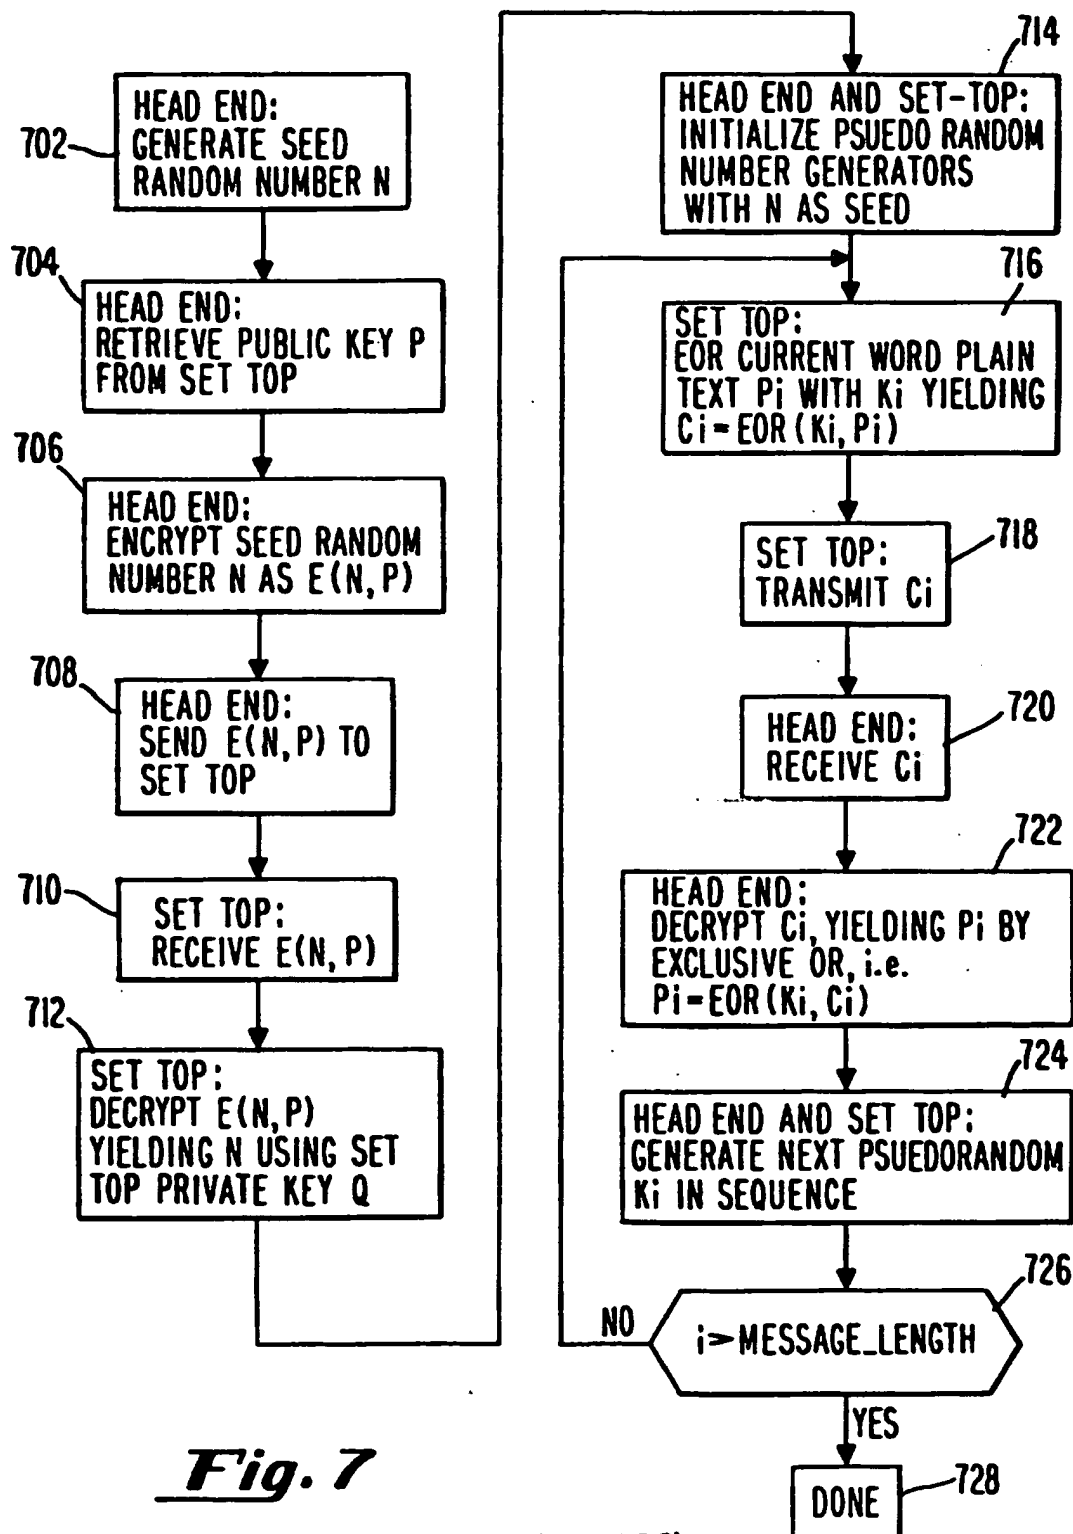 702
HEAD END:
GENERATE SEED
RANDOM NUMBER N
704
HEAD END:
RETRIEVE PUBLIC KEY P
FROM SET TOP
706
HEAD END:
ENCRYPT SEED RANDOM
NUMBER N AS E(N, P)
708
HEAD END:
SEND E(N, P) TO
SET TOP
710
SET TOP:
RECEIVE E(N, P)
712
SET TOP:
DECRYPT E(N, P)
YIELDING N USING SET
TOP PRIVATE KEY Q
714
HEAD END AND SET-TOP:
INITIALIZE PSUEDO RANDOM
NUMBER GENERATORS
WITH N AS SEED
716
SET TOP:
EOR CURRENT WORD PLAIN
TEXT Pi WITH Ki YIELDING
Ci=EOR(Ki, Pi)
718
SET TOP:
TRANSMIT Ci
720
HEAD END:
RECEIVE Ci
722
HEAD END:
DECRYPT Ci, YIELDING Pi BY
EXCLUSIVE OR, i.e.
Pi=EOR(Ki, Ci)
724
HEAD END AND SET TOP:
GENERATE NEXT PSUEDORANDOM
Ki IN SEQUENCE
726
i>MESSAGE_LENGTH
NO
YES
728
DONE
Fig. 7